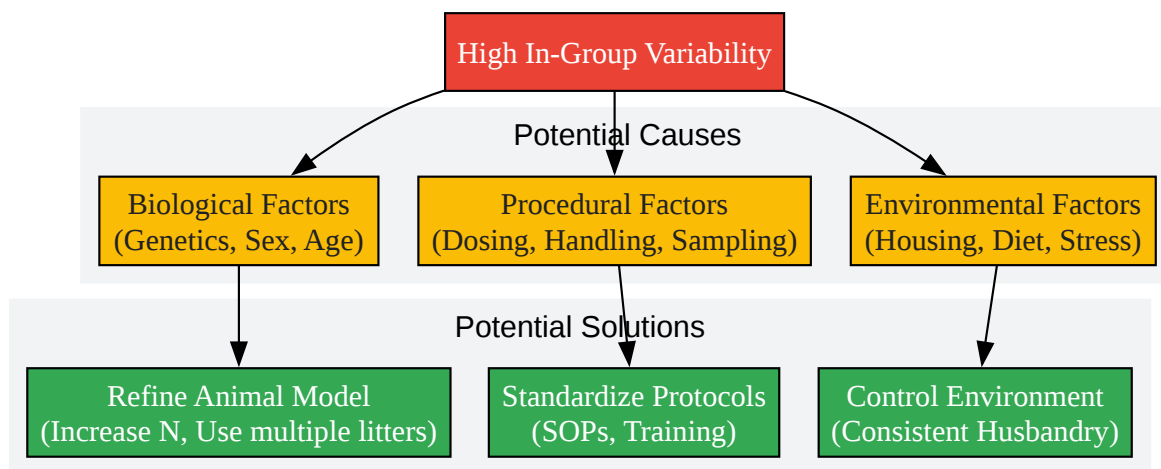 High In-Group Variability
Potential Causes
Biological Factors
(Genetics, Sex, Age)
Procedural Factors
(Dosing, Handling, Sampling)
Environmental Factors
(Housing, Diet, Stress)
Potential Solutions
Refine Animal Model
(Increase N, Use multiple litters)
Standardize Protocols
(SOPs, Training)
Control Environment
(Consistent Husbandry)